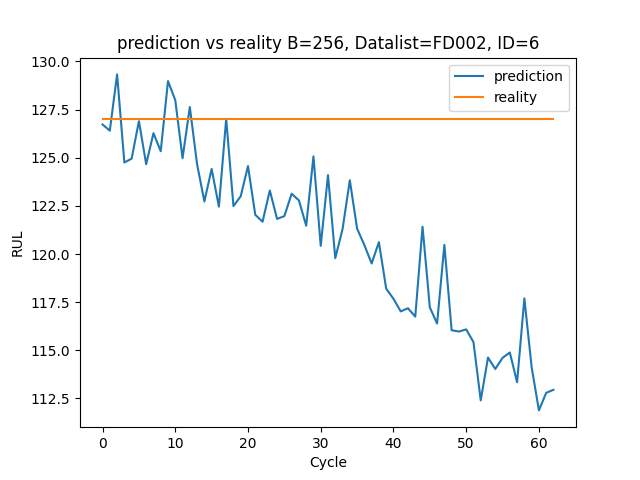 prediction vs reality B=256, Datalist=FD002, ID=6
prediction
reality
RUL
130.0
127.5
125.0
122.5
120.0
117.5
115.0
112.5
0 10 20 30 40 50 60
Cycle